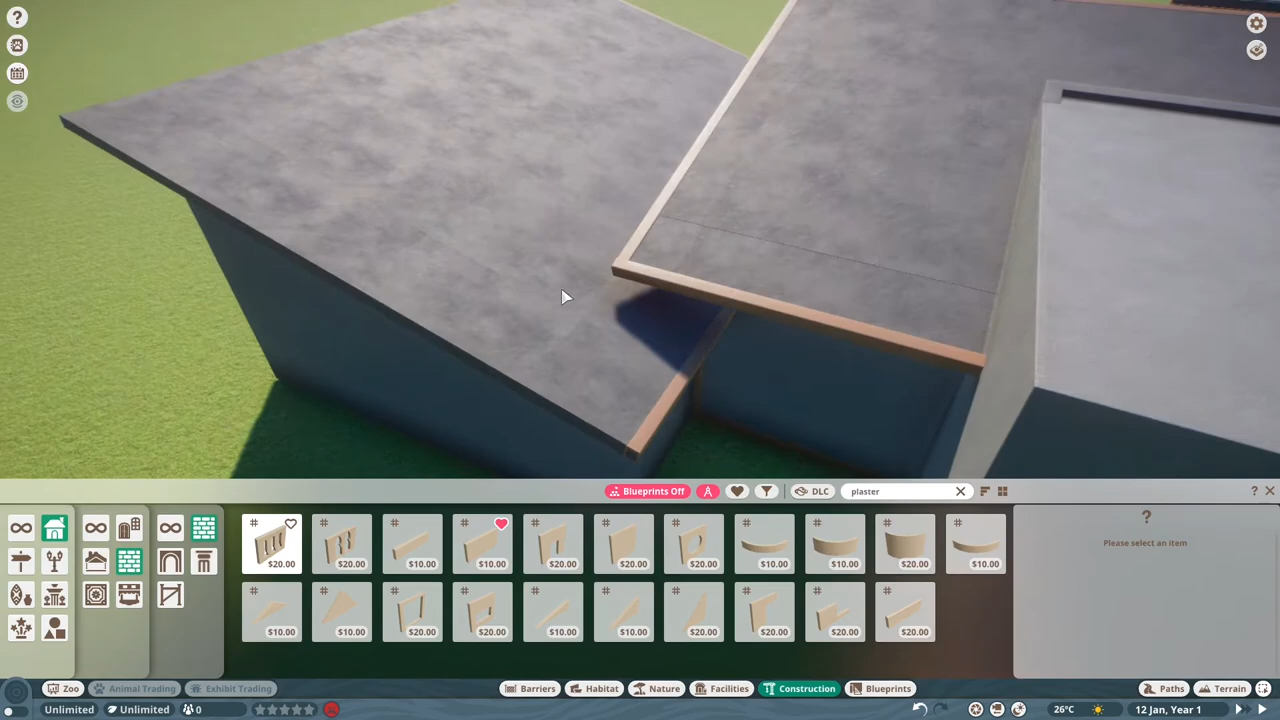 ?
Blueprints Off
DLC
plaster
?
# $20.00 # $20.00 # $10.00 # $10.00 # $20.00 # $20.00 # $20.00 # $10.00 # $10.00 # $20.00 # $10.00
# $10.00 # $10.00 # $20.00 # $20.00 # $10.00 # $10.00 # $20.00 # $20.00 # $20.00 # $20.00
?
Please select an item
Zoo Animal Trading Exhibit Trading Barriers Habitat Nature Facilities Construction Blueprints Paths Terrain
Unlimited Unlimited 0 26°C 12 Jan, Year 1